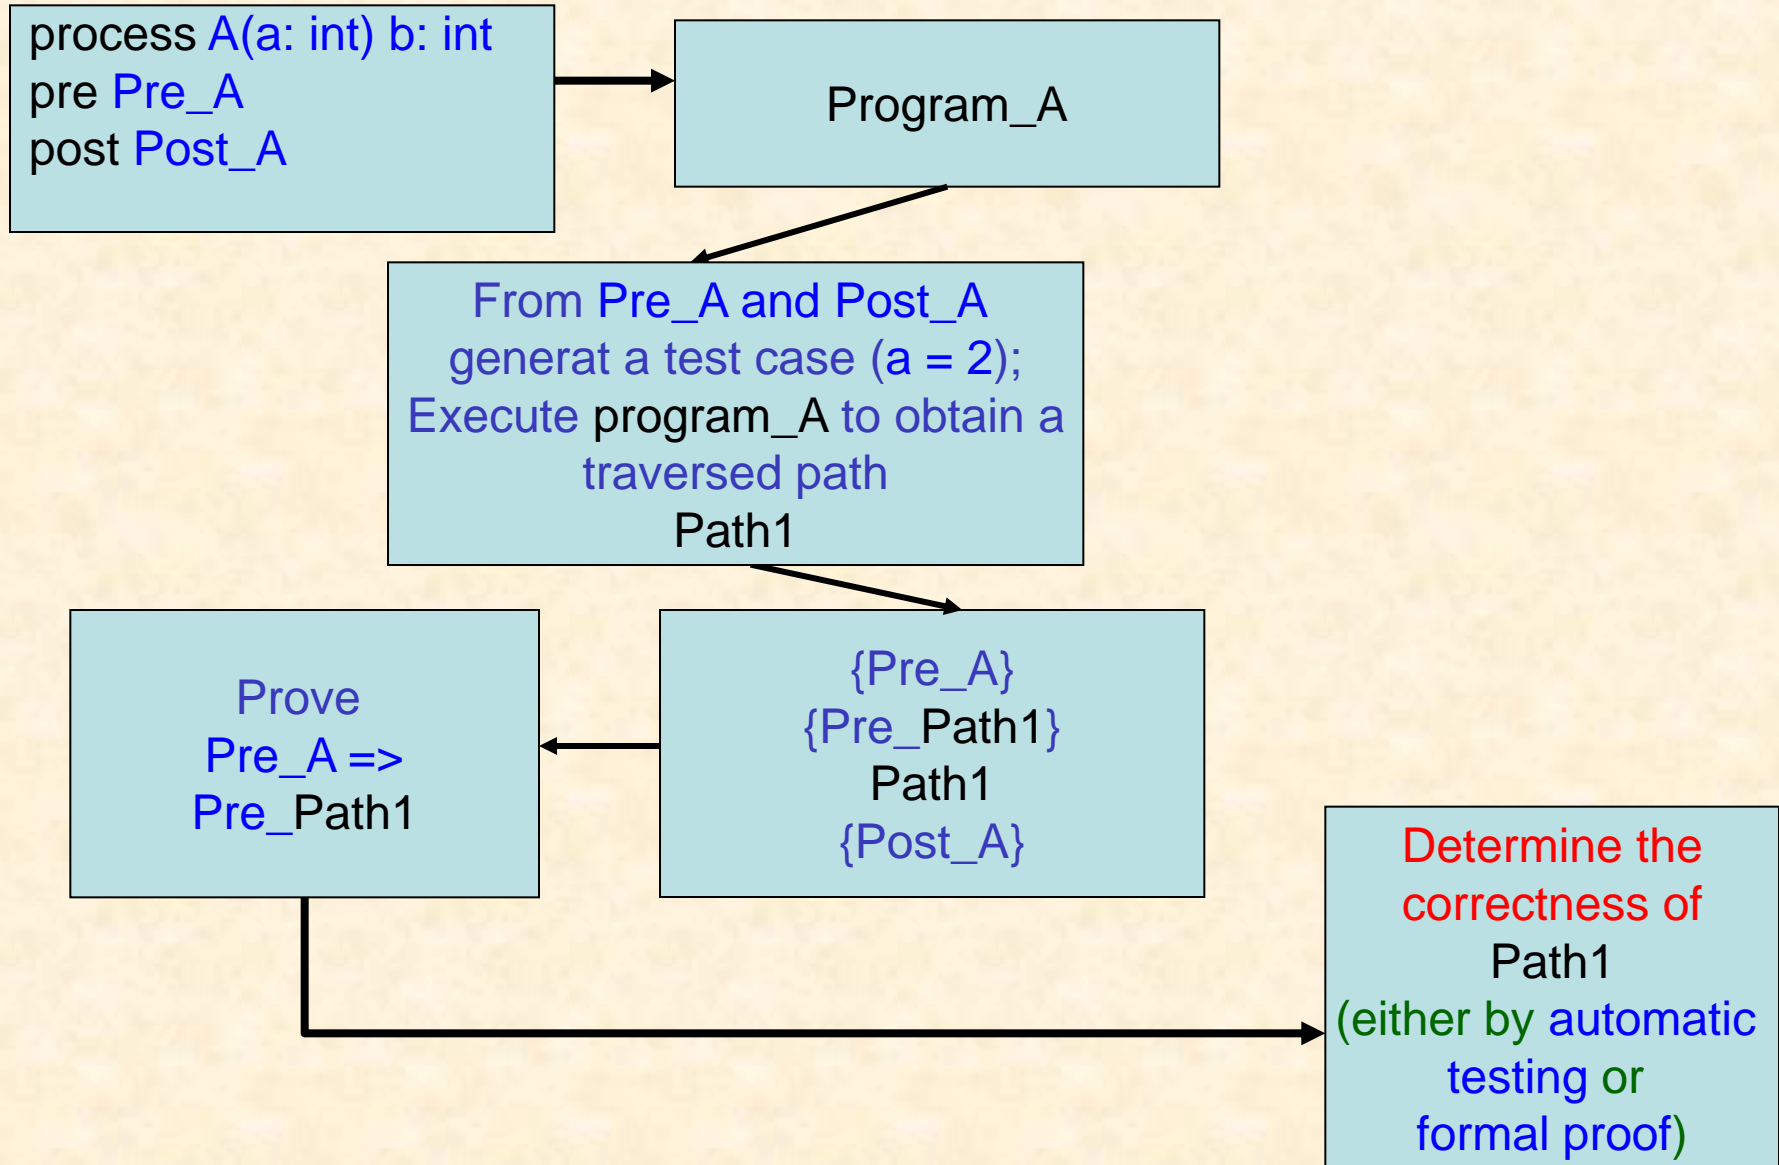 process A(a: int) b: int
pre Pre_A
post Post_A
Program_A
From Pre_A and Post_A
generat a test case (a = 2);
Execute program_A to obtain a
traversed path
Path1
{Pre_A}
{Pre_Path1}
Path1
{Post_A}
Prove
Pre_A =>
Pre_Path1
Determine the
correctness of
Path1
(either by automatic
testing or
formal proof)